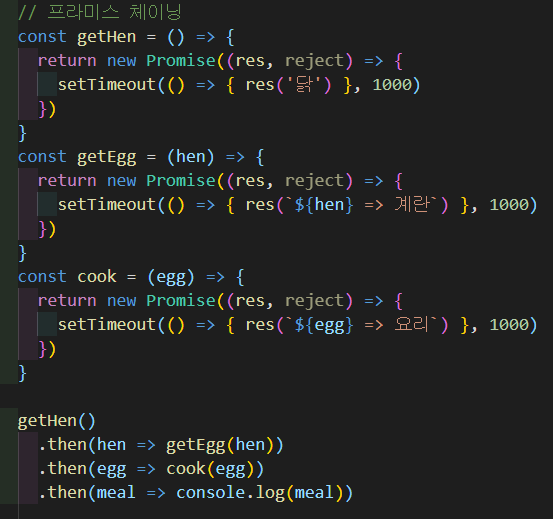 // 프라미스 체이닝
const getHen = () => {
  return new Promise((res, reject) => {
    setTimeout(() => { res('닭') }, 1000)
  })
}
const getEgg = (hen) => {
  return new Promise((res, reject) => {
    setTimeout(() => { res(`${hen} => 계란`) }, 1000)
  })
}
const cook = (egg) => {
  return new Promise((res, reject) => {
    setTimeout(() => { res(`${egg} => 요리`) }, 1000)
  })
}

getHen()
  .then(hen => getEgg(hen))
  .then(egg => cook(egg))
  .then(meal => console.log(meal))